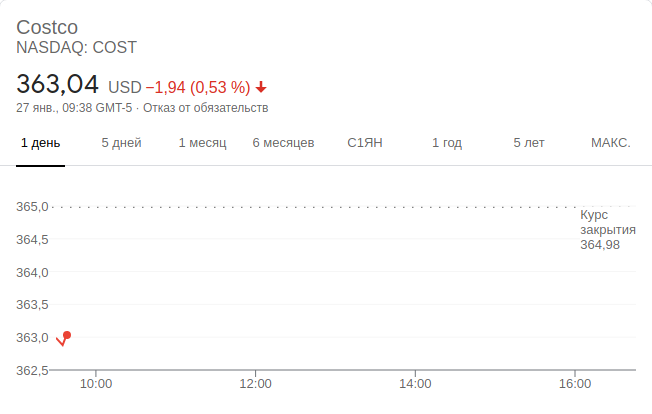 Costco
NASDAQ: COST
363,04 USD −1,94 (0,53 %)
27 янв., 09:38 GMT-5 · Отказ от обязательств
1 день 5 дней 1 месяц 6 месяцев С1ЯН 1 год 5 лет МАКС.
365,0
Курс
закрытия
364,98
364,5
364,0
363,5
363,0
362,5
10:00 12:00 14:00 16:00